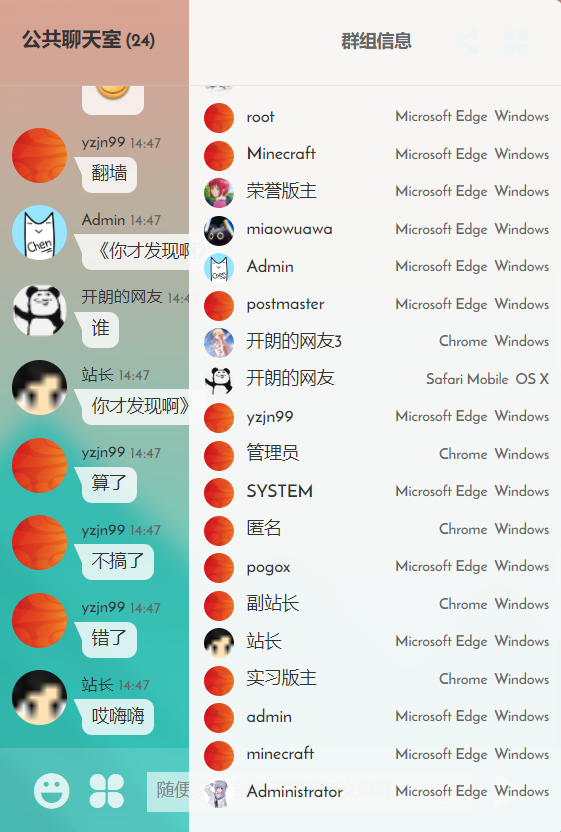 公共聊天室 (24)
yzjn99 14:47
翻墙
Admin 14:47
《你才发现啊
开朗的网友 14:4
谁
站长 14:47
你才发现啊》
yzjn99 14:47
算了
yzjn99 14:47
不搞了
yzjn99 14:47
错了
站长 14:47
哎嗨嗨
随便
群组信息
root Microsoft Edge Windows
Minecraft Microsoft Edge Windows
荣誉版主 Microsoft Edge Windows
miaowuawa Microsoft Edge Windows
Admin Microsoft Edge Windows
postmaster Microsoft Edge Windows
开朗的网友3 Chrome Windows
开朗的网友 Safari Mobile OS X
yzjn99 Microsoft Edge Windows
管理员 Chrome Windows
SYSTEM Microsoft Edge Windows
匿名 Chrome Windows
pogox Microsoft Edge Windows
副站长 Chrome Windows
站长 Microsoft Edge Windows
实习版主 Chrome Windows
admin Microsoft Edge Windows
minecraft Microsoft Edge Windows
Administrator Microsoft Edge Windows